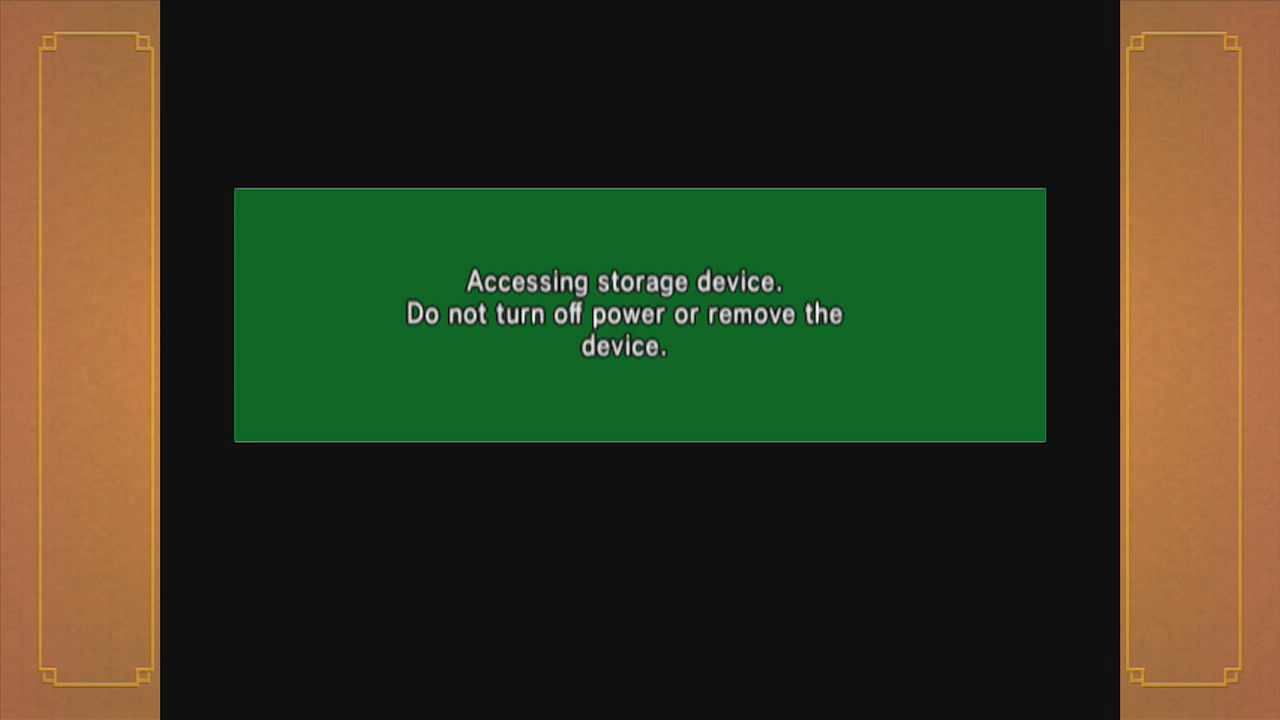 Accessing storage device.
Do not turn off power or remove the
device.